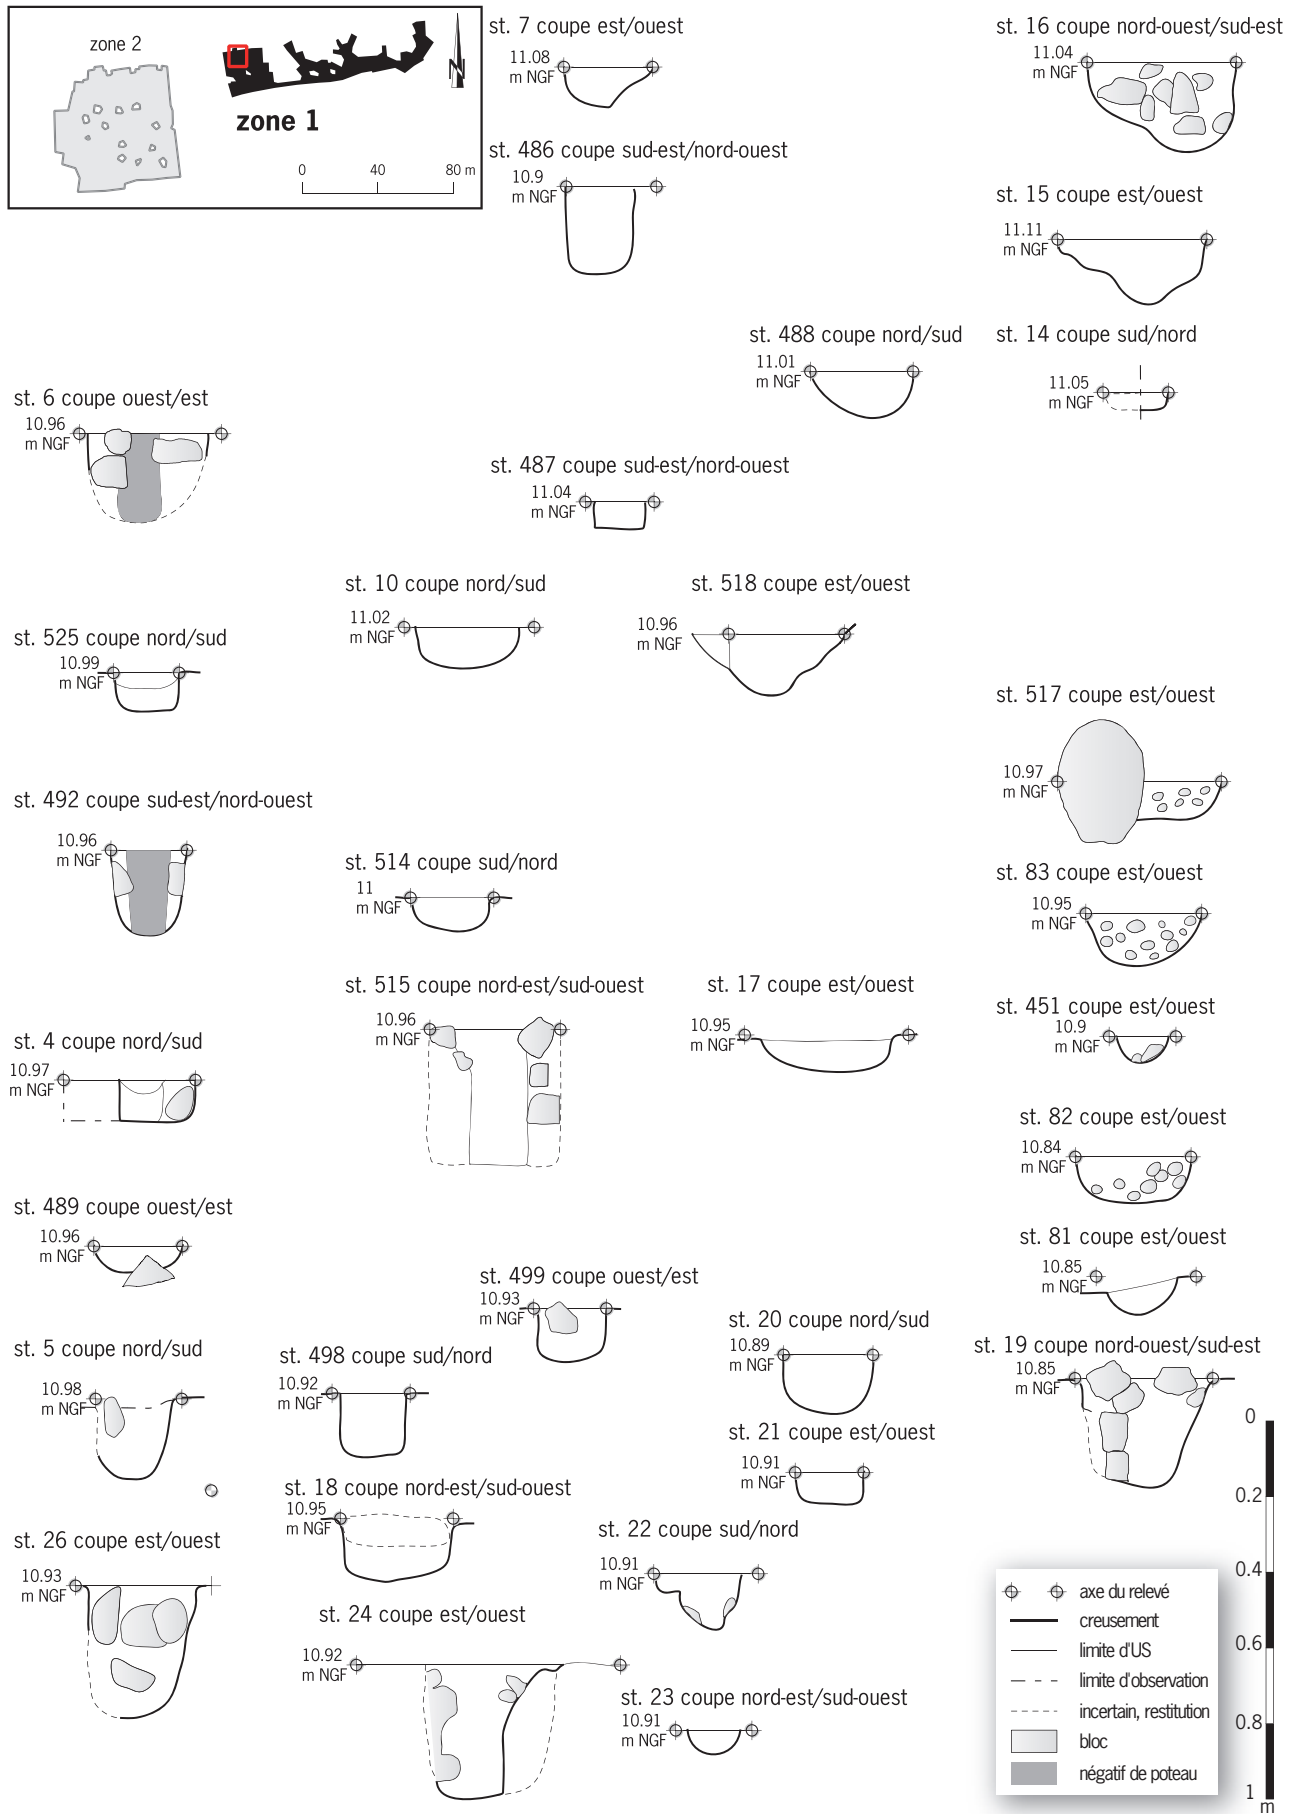 zone 2
zone 1
N
0 40 80 m
st. 7 coupe est/ouest
11.08
m NGF
st. 16 coupe nord-ouest/sud-est
11.04
m NGF
st. 486 coupe sud-est/nord-ouest
10.9
m NGF
st. 15 coupe est/ouest
11.11
m NGF
st. 488 coupe nord/sud
11.01
m NGF
st. 14 coupe sud/nord
11.05
m NGF
st. 6 coupe ouest/est
10.96
m NGF
st. 487 coupe sud-est/nord-ouest
11.04
m NGF
st. 10 coupe nord/sud
11.02
m NGF
st. 518 coupe est/ouest
10.96
m NGF
st. 525 coupe nord/sud
10.99
m NGF
st. 517 coupe est/ouest
10.97
m NGF
st. 492 coupe sud-est/nord-ouest
10.96
m NGF
st. 514 coupe sud/nord
11
m NGF
st. 83 coupe est/ouest
10.95
m NGF
st. 515 coupe nord-est/sud-ouest
10.96
m NGF
st. 17 coupe est/ouest
10.95
m NGF
st. 451 coupe est/ouest
10.9
m NGF
st. 4 coupe nord/sud
10.97
m NGF
st. 82 coupe est/ouest
10.84
m NGF
st. 489 coupe ouest/est
10.96
m NGF
st. 81 coupe est/ouest
10.85
m NGF
st. 499 coupe ouest/est
10.93
m NGF
st. 20 coupe nord/sud
10.89
m NGF
st. 5 coupe nord/sud
10.98
m NGF
st. 498 coupe sud/nord
10.92
m NGF
st. 19 coupe nord-ouest/sud-est
10.85
m NGF
st. 21 coupe est/ouest
10.91
m NGF
st. 18 coupe nord-est/sud-ouest
10.95
m NGF
st. 26 coupe est/ouest
10.93
m NGF
st. 22 coupe sud/nord
10.91
m NGF
st. 24 coupe est/ouest
10.92
m NGF
st. 23 coupe nord-est/sud-ouest
10.91
m NGF
axe du relevé
creusement
limite d'US
limite d'observation
incertain, restitution
bloc
négatif de poteau
0
0.2
0.4
0.6
0.8
1
m